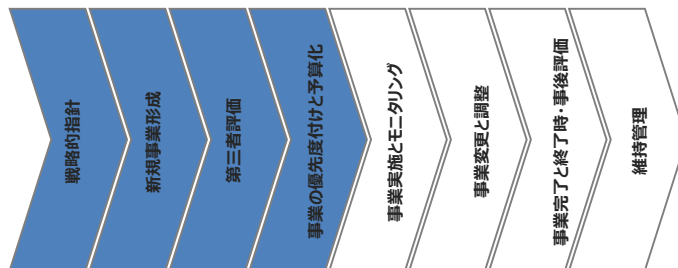 戦略的指針
新規事業形成
第三者評価
事業の優先度付けと予算化
事業実施とモニタリング
事業変更と調整
事業完了と終了時・事後評価
維持管理